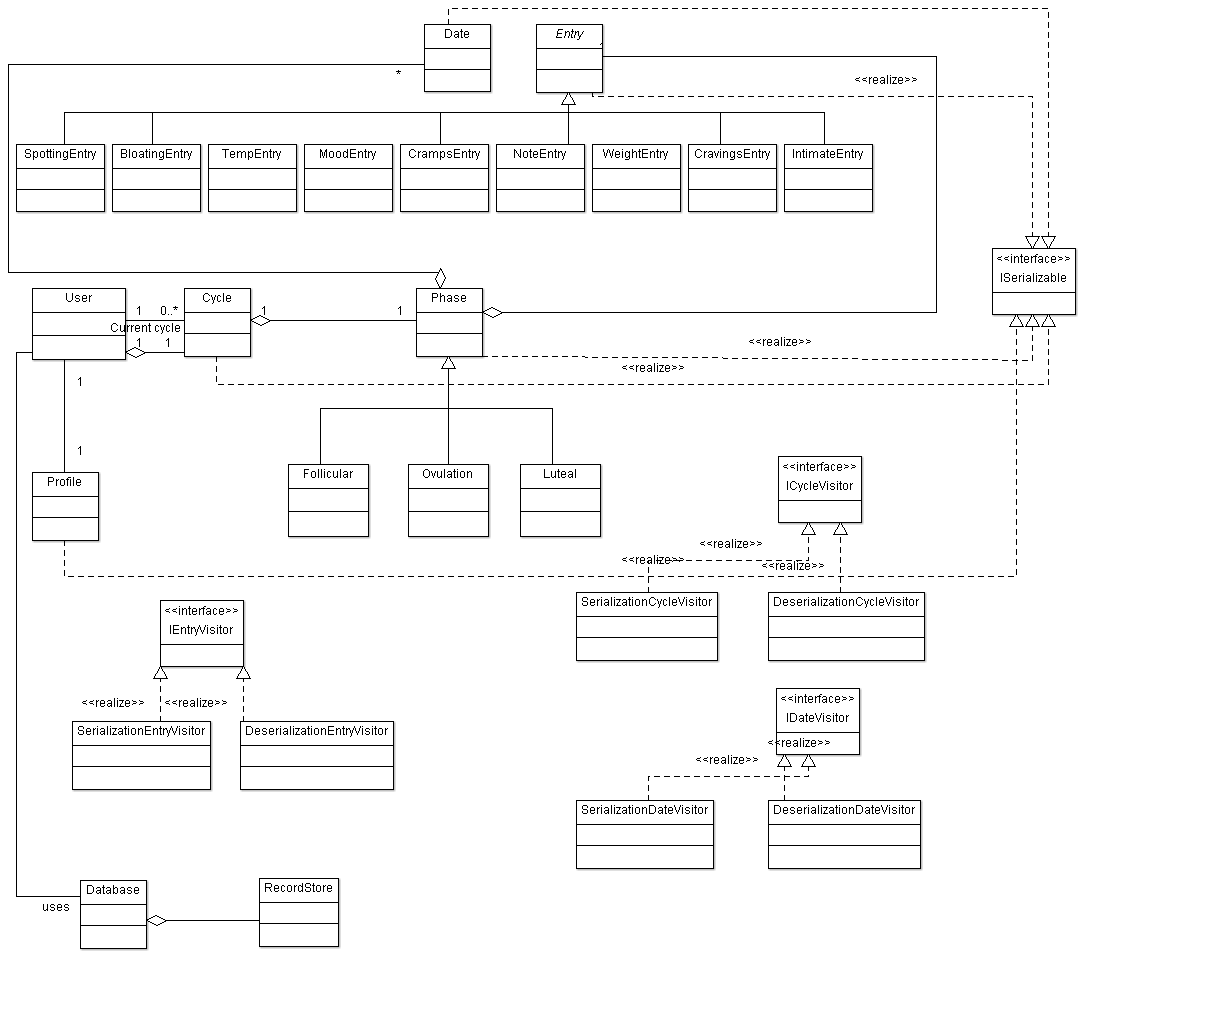 Date
Entry
*
<<realize>>
SpottingEntry
BloatingEntry
TempEntry
MoodEntry
CrampsEntry
NoteEntry
WeightEntry
CravingsEntry
IntimateEntry
<<interface>>
ISerializable
User
1
0..*
Cycle
1
1
Phase
Current cycle
1
1
<<realize>>
<<realize>>
1
1
Profile
Follicular
Ovulation
Luteal
<<interface>>
ICycleVisitor
<<realize>>
<<realize>>
<<realize>>
SerializationCycleVisitor
DeserializationCycleVisitor
<<interface>>
IEntryVisitor
<<realize>>
<<realize>>
SerializationEntryVisitor
DeserializationEntryVisitor
<<interface>>
IDateVisitor
<<realize>>
<<realize>>
SerializationDateVisitor
DeserializationDateVisitor
Database
RecordStore
uses